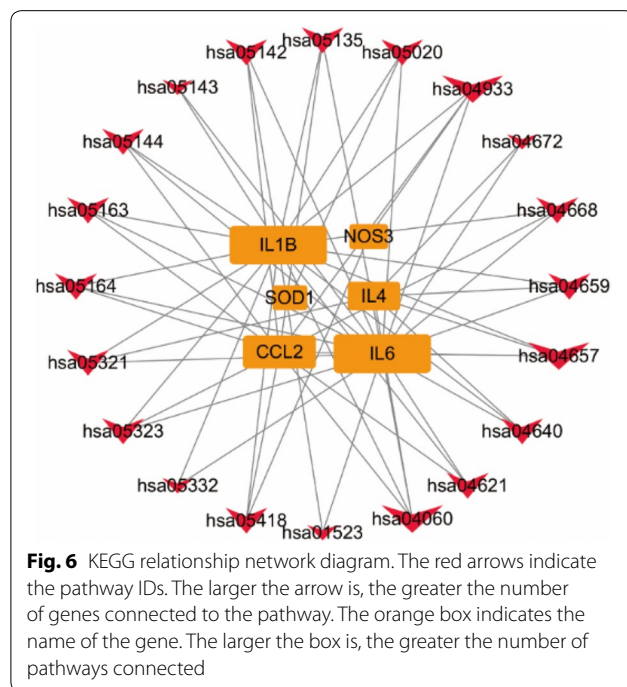 hsa05135
hsa05142
hsa05020
hsa05143
hsa04933
hsa05144
hsa04672
hsa05163
hsa04668
IL1B
NOS3
hsa05164
SOD1
IL4
hsa04659
hsa05321
CCL2
IL6
hsa04657
hsa05323
hsa04640
hsa05332
hsa04621
hsa05418
hsa01523
hsa04060
Fig. 6 KEGG relationship network diagram. The red arrows indicate
the pathway IDs. The larger the arrow is, the greater the number
of genes connected to the pathway. The orange box indicates the
name of the gene. The larger the box is, the greater the number of
pathways connected